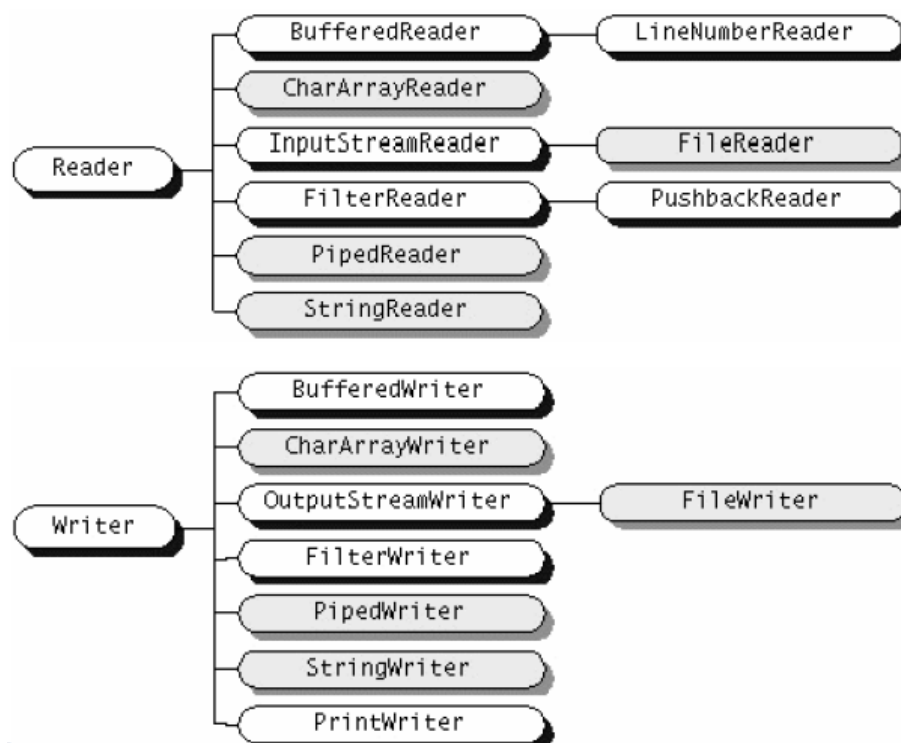 BufferedReader
LineNumberReader
CharArrayReader
InputStreamReader
FileReader
Reader
FilterReader
PushbackReader
PipedReader
StringReader
BufferedWriter
CharArrayWriter
OutputStreamWriter
FileWriter
Writer
FilterWriter
PipedWriter
StringWriter
PrintWriter